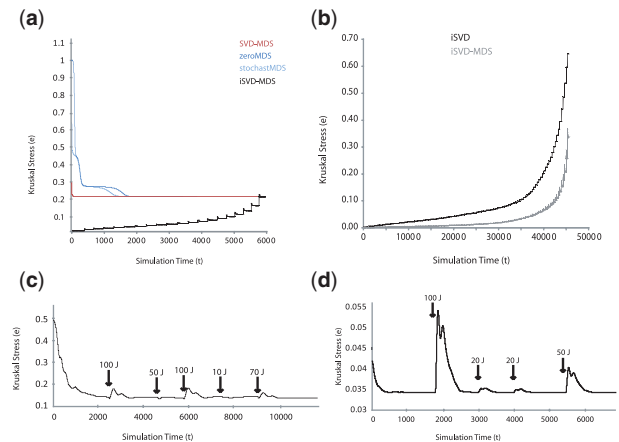 (a)
1.1
1
0.9
0.8
0.7
0.6
0.5
0.4
0.3
0.2
0.1
Kruskal Stress (e)
SVD-MDS
zeroMDS
stochastMDS
iSVD-MDS
0 1000 2000 3000 4000 5000 6000
Simulation Time (t)
(b)
0.70
0.60
0.50
0.40
0.30
0.20
0.10
0.00
Kruskal Stress (e)
iSVD
iSVD-MDS
0 10000 20000 30000 40000 50000
Simulation Time (t)
(c)
0.5
0.4
0.3
0.2
0.1
Kruskal Stress (e)
100 J
50 J
100 J
10 J
70 J
0 2000 4000 6000 8000 10000
Simulation Time (t)
(d)
0.055
0.05
0.045
0.04
0.035
0.03
Kruskal Stress (e)
100 J
20 J
20 J
50 J
0 1000 2000 3000 4000 5000 6000
Simulation Time (t)